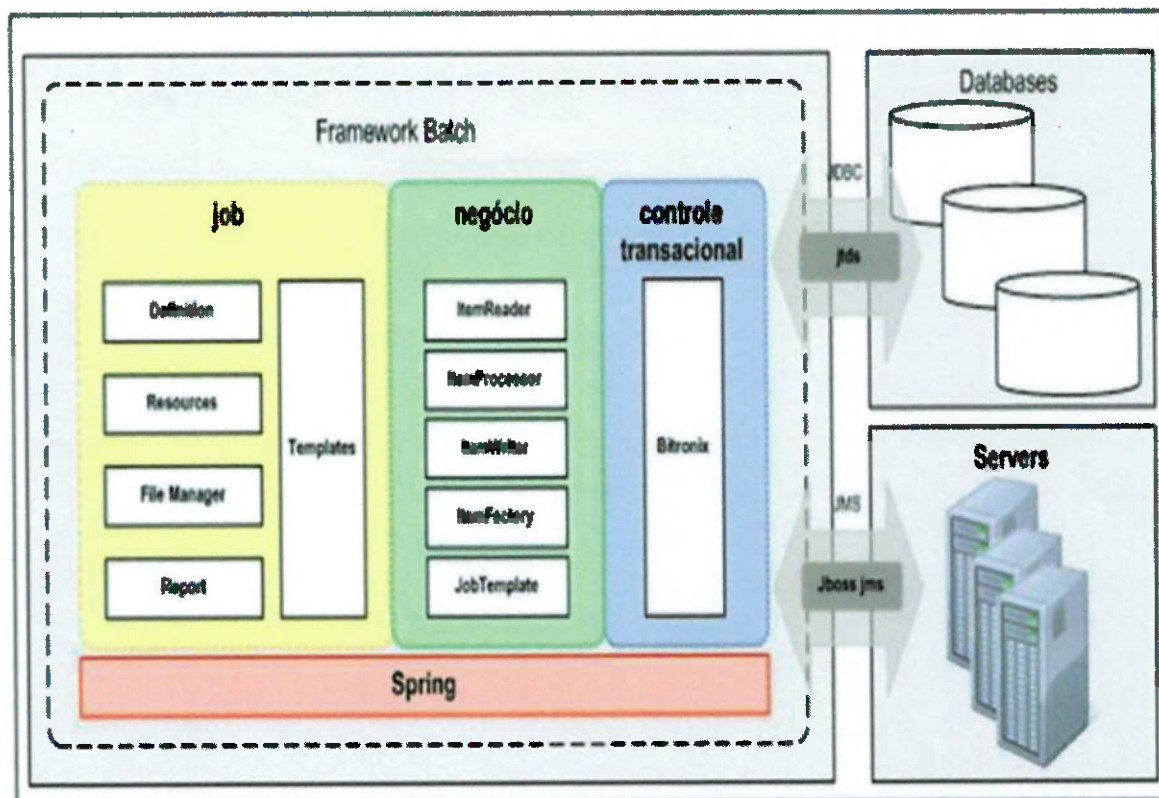 Framework Batch
job
Definition
Resources
File Manager
Report
Templates
negócio
ItemReader
ItemProcessor
ItemWriter
ItemFactory
JobTemplate
controle
transacional
Bitronix
Spring
JDBC
jtds
Databases
JMS
Jboss jms
Servers